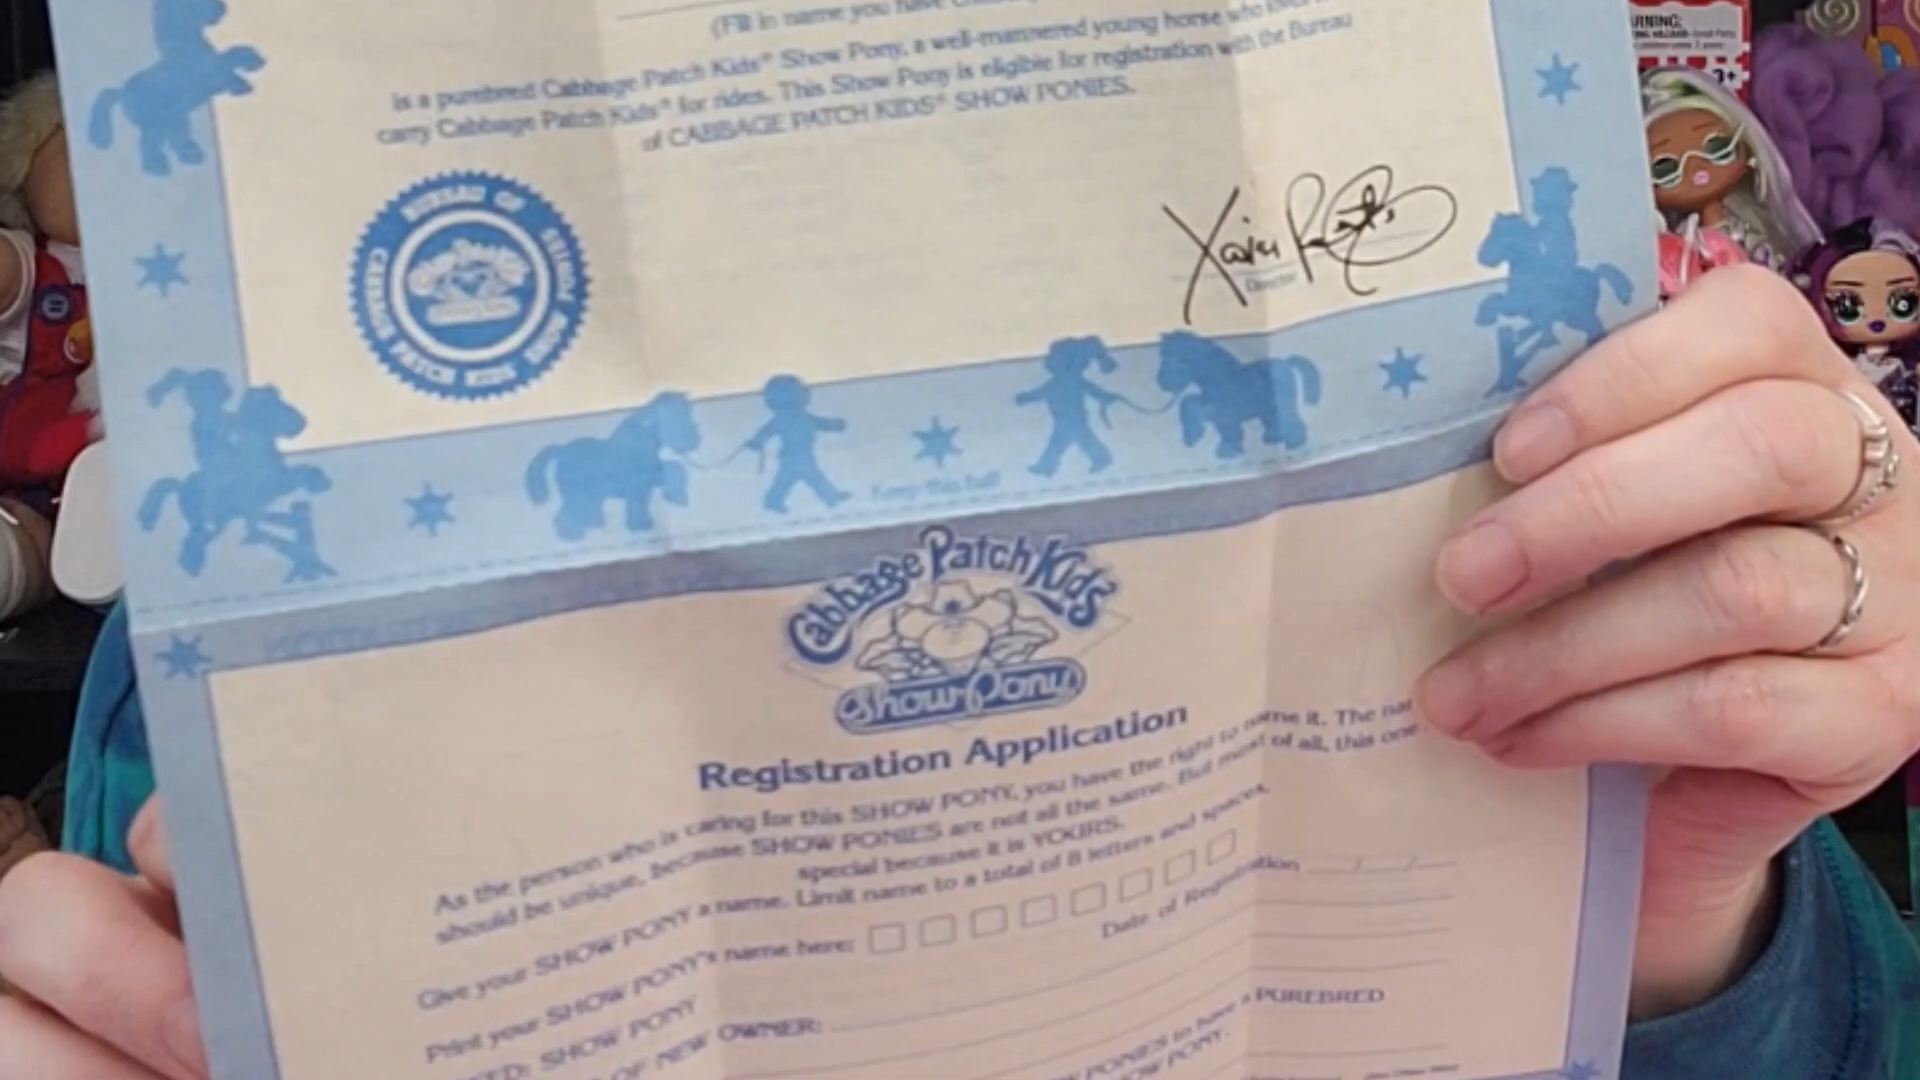 (Fill in name you have
is a purebred Cabbage Patch Kids® Show Pony, a well-mannered young horse who loves
carry Cabbage Patch Kids® for rides. This Show Pony is eligible for registration with the Bureau
of CABBAGE PATCH KIDS® SHOW PONIES.
BUREAU OF
CABBAGE PATCH KIDS
SHOW PONIES
Xavier Roberts
Director
Keep this half
Cabbage Patch Kids®
Show Pony
Registration Application
As the person who is caring for this SHOW PONY, you have the right to name it. The
should be unique, because SHOW PONIES are not all the same. But most of all, this one
special because it is YOURS.
Give your SHOW PONY a name. Limit name to a total of 8 letters and spaces.
Print your SHOW PONY's name here:
Date of Registration
SHOW PONY
OF NEW OWNER:
PONIES to have a PUREBRED
PONY.
WARNING: